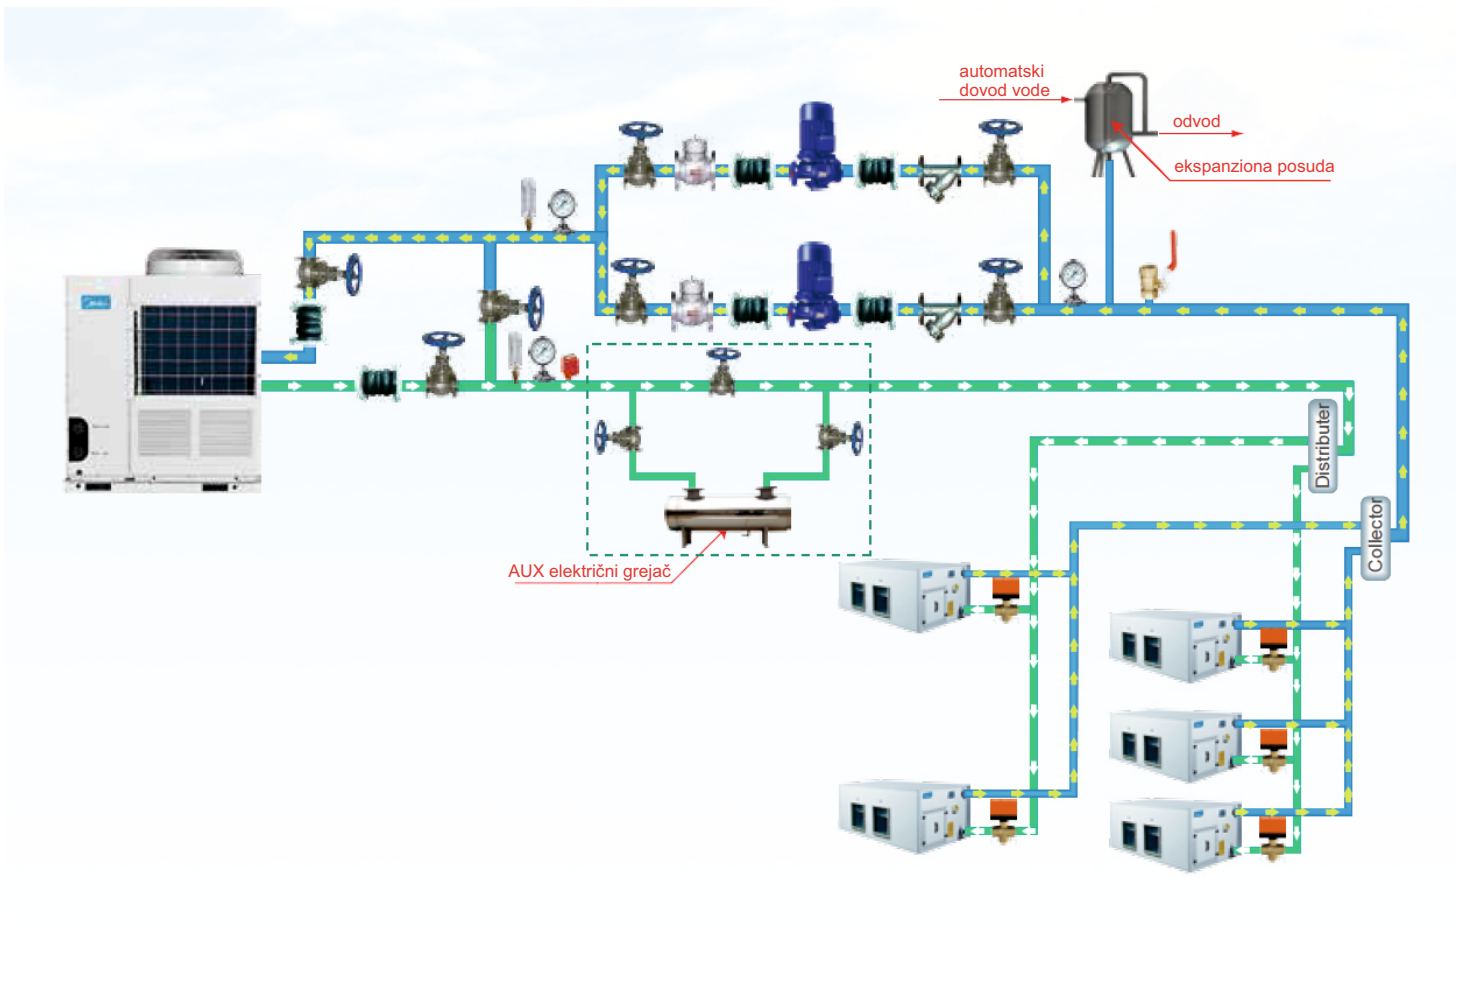 automatski
dovod vode
odvod
ekspanziona posuda
Distributer
Collector
AUX električni grejač